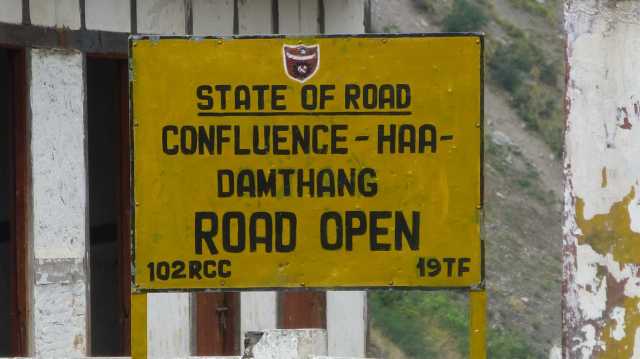 STATE OF ROAD
CONFLUENCE - HAA-
DAMTHANG
ROAD OPEN
102RCC 19TF